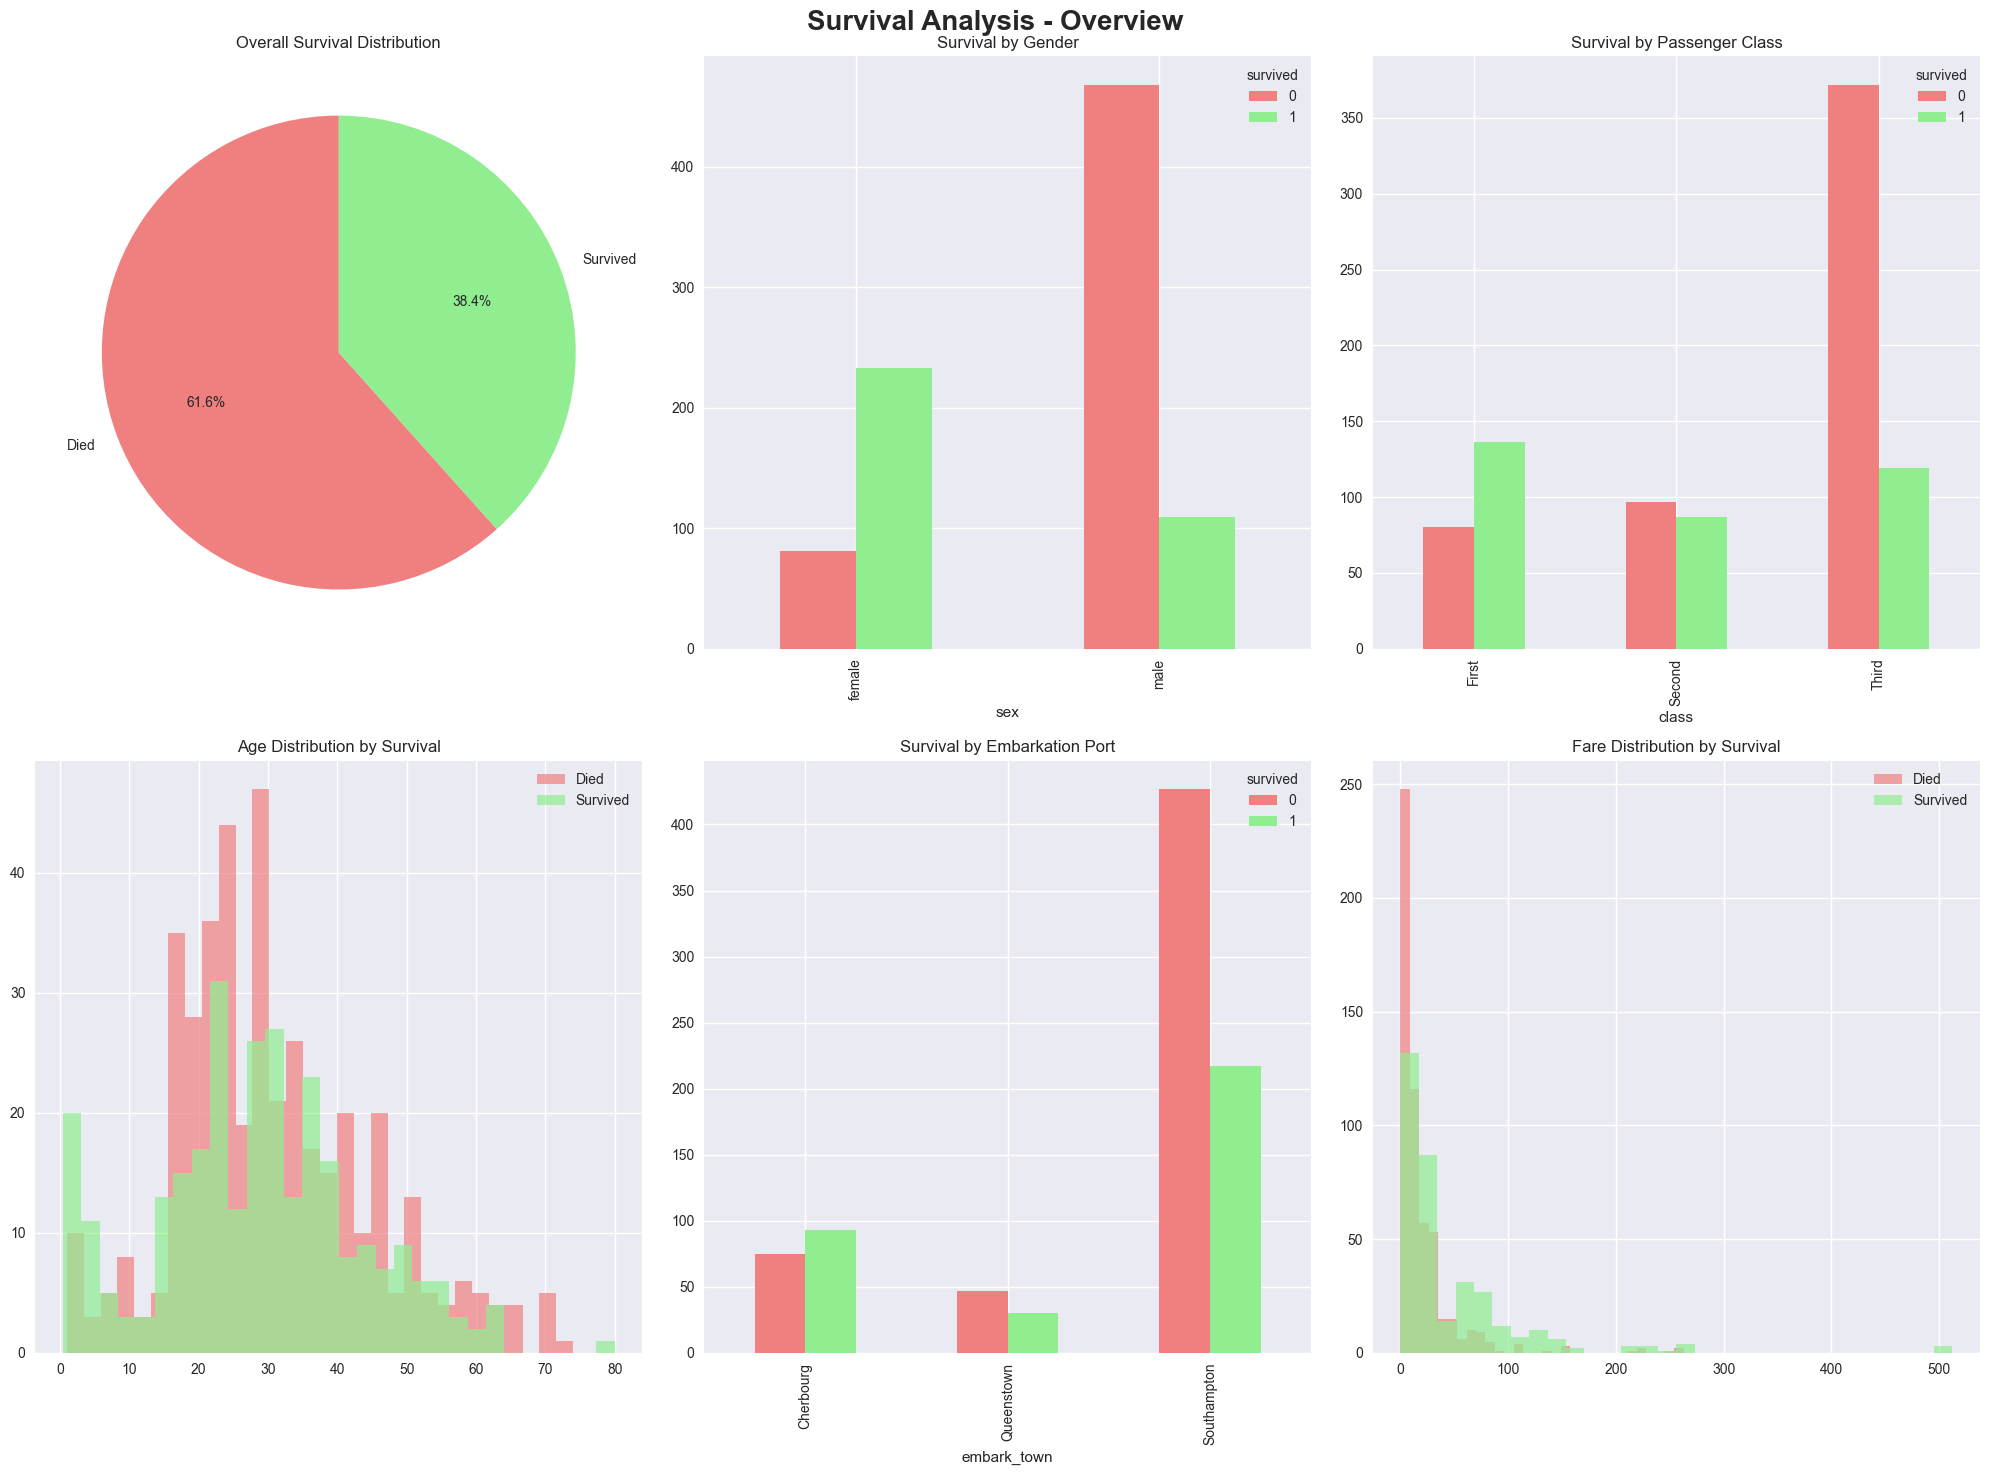 Survival Analysis - Overview
Overall Survival Distribution
Survived
38.4%
61.6%
Died
Survival by Gender
survived
0
1
400
300
200
100
0
female
male
sex
Survival by Passenger Class
survived
0
1
350
300
250
200
150
100
50
0
First
Second
Third
class
Age Distribution by Survival
Died
Survived
40
30
20
10
0
0 10 20 30 40 50 60 70 80
Survival by Embarkation Port
survived
0
1
400
350
300
250
200
150
100
50
0
Cherbourg
Queenstown
Southampton
embark_town
Fare Distribution by Survival
Died
Survived
250
200
150
100
50
0
0 100 200 300 400 500